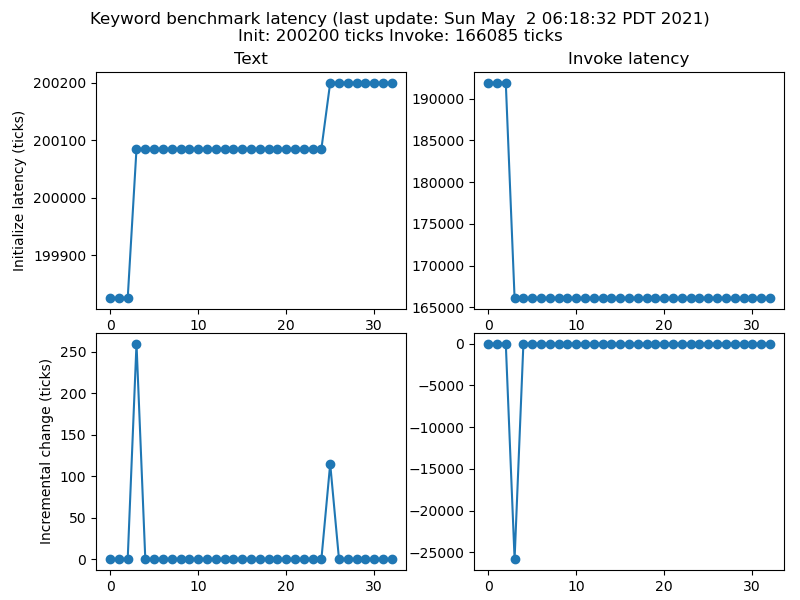 Keyword benchmark latency (last update: Sun May  2 06:18:32 PDT 2021)
Init: 200200 ticks Invoke: 166085 ticks
Text
Invoke latency
Initialize latency (ticks)
200200
200100
200000
199900
0 10 20 30
190000
185000
180000
175000
170000
165000
0 10 20 30
Incremental change (ticks)
250
200
150
100
50
0
0 10 20 30
0
−5000
−10000
−15000
−20000
−25000
0 10 20 30